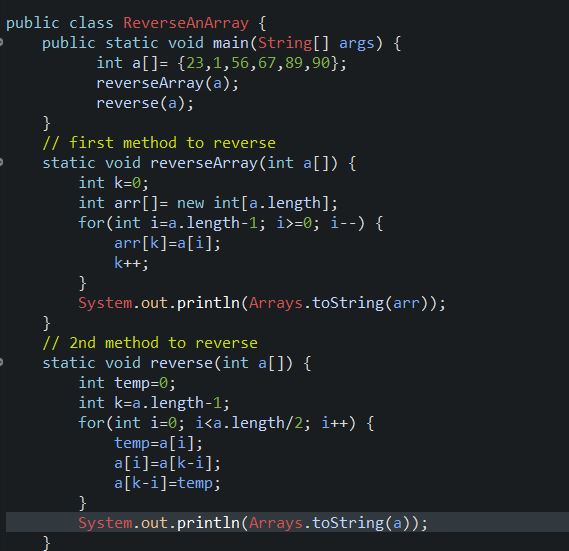 public class ReverseAnArray {
    public static void main(String[] args) {
          int a[]= {23,1,56,67,89,90};
          reverseArray(a);
          reverse(a);
    }
    // first method to reverse
    static void reverseArray(int a[]) {
        int k=0;
        int arr[]= new int[a.length];
        for(int i=a.length-1; i>=0; i--) {
            arr[k]=a[i];
            k++;
        }
        System.out.println(Arrays.toString(arr));
    }
    // 2nd method to reverse
    static void reverse(int a[]) {
        int temp=0;
        int k=a.length-1;
        for(int i=0; i<a.length/2; i++) {
            temp=a[i];
            a[i]=a[k-i];
            a[k-i]=temp;
        }
        System.out.println(Arrays.toString(a));
    }